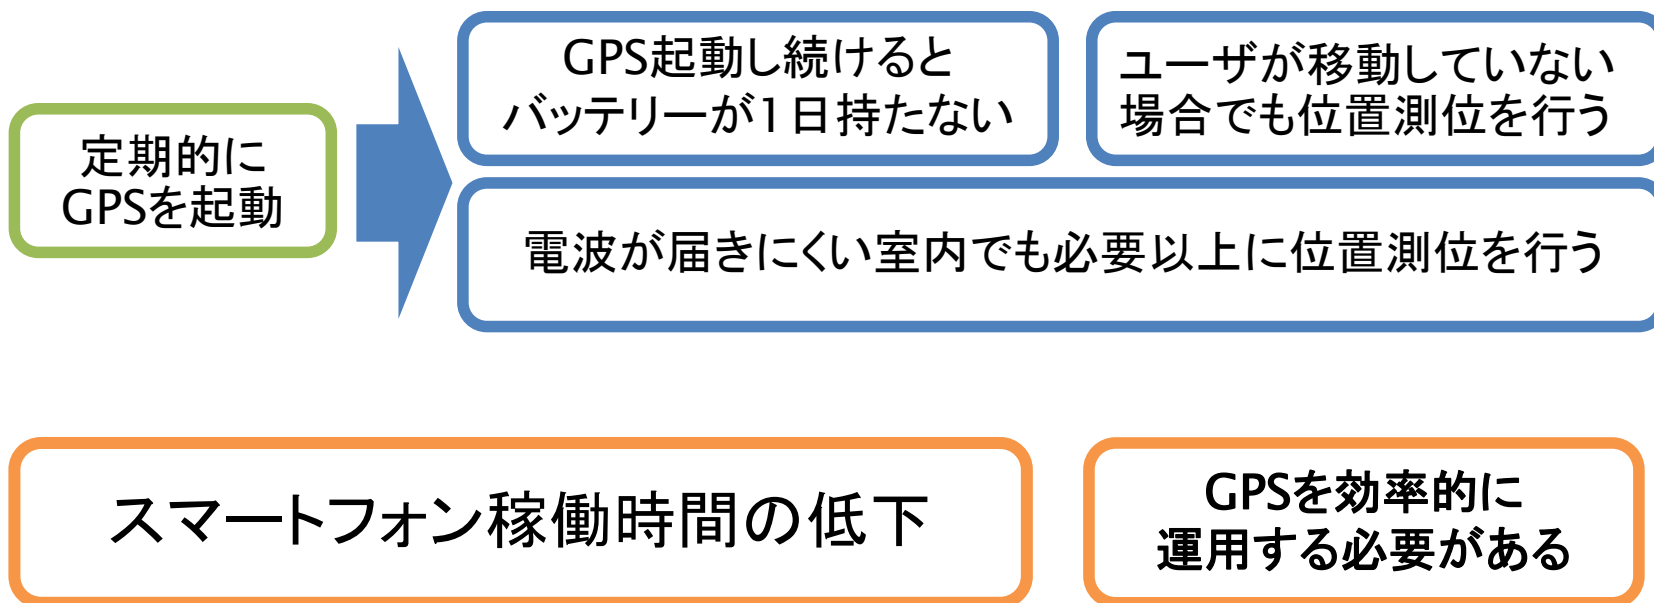 定期的に
GPSを起動
GPS起動し続けると
バッテリーが1日持たない
ユーザが移動していない
場合でも位置測位を行う
電波が届きにくい室内でも必要以上に位置測位を行う
スマートフォン稼働時間の低下
GPSを効率的に
運用する必要がある